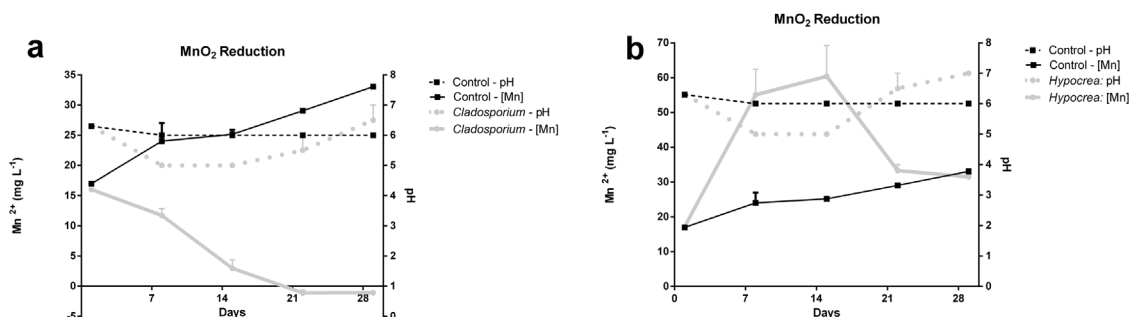 a
MnO2 Reduction
35
30
25
20
15
10
5
0
-5
Mn 2+ (mg L-1)
8
7
6
5
4
3
2
1
0
pH
7
14
21
28
Days
Control - pH
Control - [Mn]
Cladosporium - pH
Cladosporium - [Mn]
b
MnO2 Reduction
70
60
50
40
30
20
10
0
Mn 2+ (mg L-1)
8
7
6
5
4
3
2
1
0
pH
0
7
14
21
28
Days
Control - pH
Control - [Mn]
Hypocrea: pH
Hypocrea: [Mn]